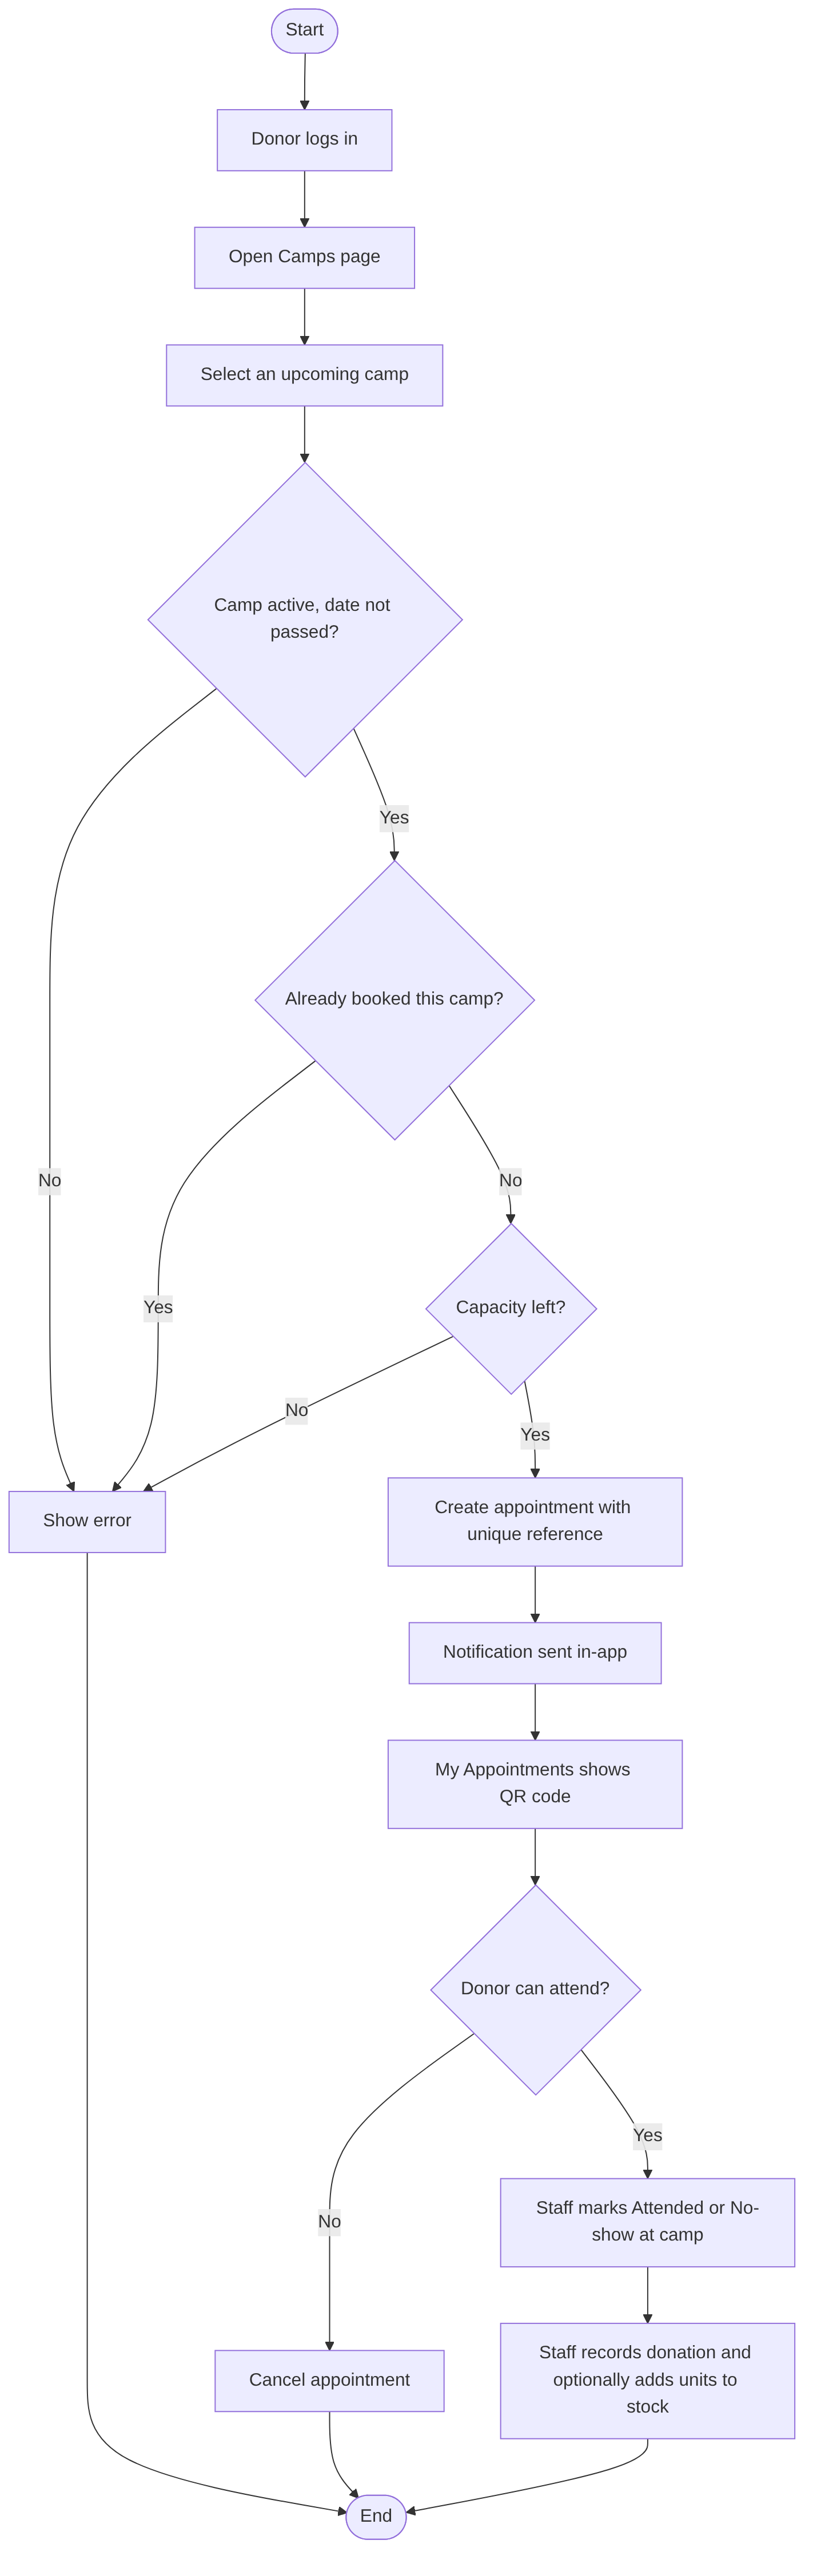 Start
Donor logs in
Open Camps page
Select an upcoming camp
Camp active, date not
passed?
Yes
Already booked this camp?
No
No
Yes
Capacity left?
No
Yes
Show error
Create appointment with
unique reference
Notification sent in-app
My Appointments shows
QR code
Donor can attend?
Yes
No
Staff marks Attended or No-
show at camp
Cancel appointment
Staff records donation and
optionally adds units to
stock
End